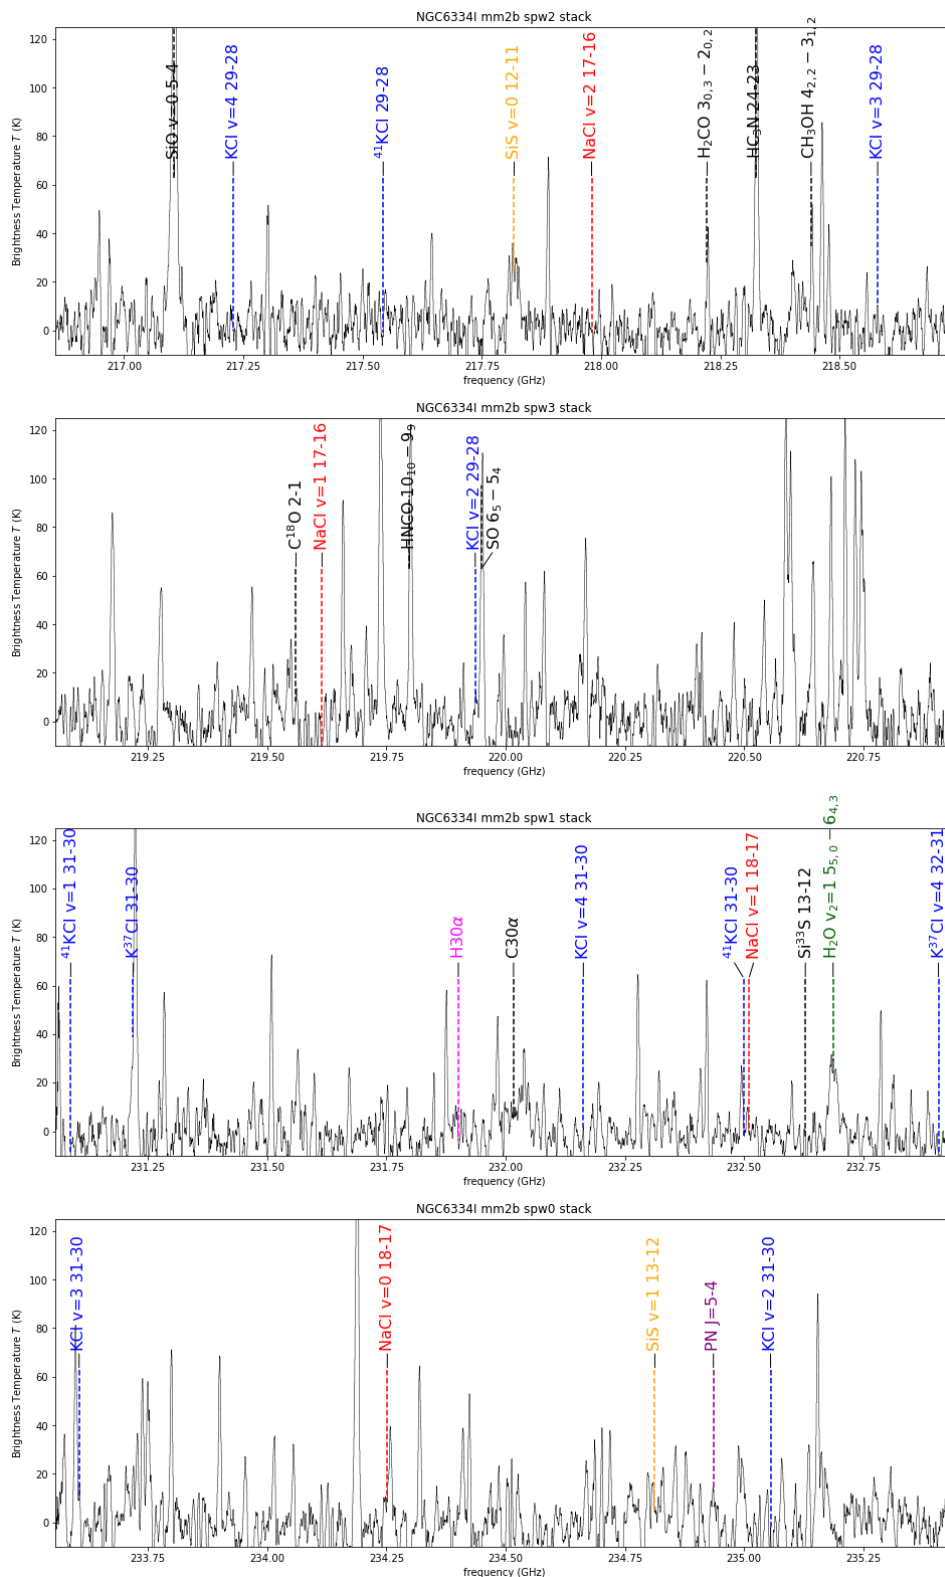 NGC6334I mm2b spw2 stack
Brightness Temperature T (K)
120
100
80
60
40
20
0
SiO v=0 5-4
KCl v=4 29-28
⁴¹KCl 29-28
SiS v=0 12-11
NaCl v=2 17-16
H₂CO 3₀,₃ − 2₀,₂
HC₃N 24-23
CH₃OH 4₂,₂ − 3₁,₂
KCl v=3 29-28
217.00 217.25 217.50 217.75 218.00 218.25 218.50
frequency (GHz)
NGC6334I mm2b spw3 stack
Brightness Temperature T (K)
120
100
80
60
40
20
0
C¹⁸O 2-1
NaCl v=1 17-16
HNCO 10₁₀ − 9₉
KCl v=2 29-28
SO 6₅ − 5₄
219.25 219.50 219.75 220.00 220.25 220.50 220.75
frequency (GHz)
NGC6334I mm2b spw1 stack
Brightness Temperature T (K)
120
100
80
60
40
20
0
⁴¹KCl v=1 31-30
K³⁷Cl 31-30
H30α
C30α
KCl v=4 31-30
⁴¹KCl 31-30
NaCl v=1 18-17
Si³³S 13-12
H₂O v₂=1 5₅,₀ − 6₄,₃
K³⁷Cl v=4 32-31
231.25 231.50 231.75 232.00 232.25 232.50 232.75
frequency (GHz)
NGC6334I mm2b spw0 stack
Brightness Temperature T (K)
120
100
80
60
40
20
0
KCl v=3 31-30
NaCl v=0 18-17
SiS v=1 13-12
PN J=5-4
KCl v=2 31-30
233.75 234.00 234.25 234.50 234.75 235.00 235.25
frequency (GHz)